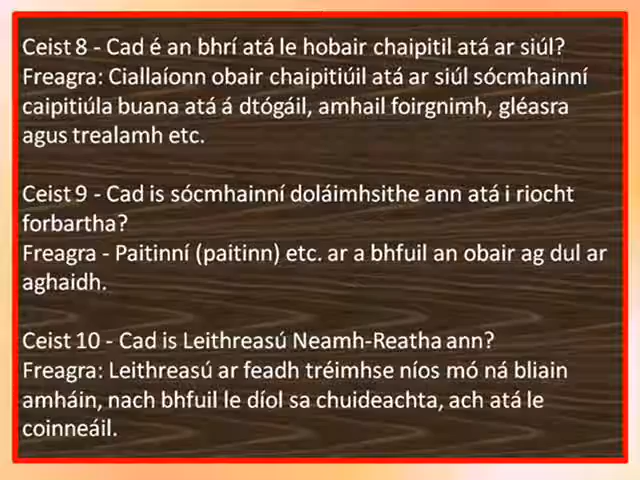 Ceist 8 - Cad é an bhrí atá le hobair chaipitil atá ar siúl?
Freagra: Ciallaíonn obair chaipitiúil atá ar siúl sócmhainní
caipitiúla buana atá á dtógáil, amhail foirgnimh, gléasra
agus trealamh etc.
Ceist 9 - Cad is sócmhainní doláimhsithe ann atá i riocht
forbartha?
Freagra - Paitinní (paitinn) etc. ar a bhfuil an obair ag dul ar
aghaidh.
Ceist 10 - Cad is Leithreasú Neamh-Reatha ann?
Freagra: Leithreasú ar feadh tréimhse níos mó ná bliain
amháin, nach bhfuil le díol sa chuideachta, ach atá le
coinneáil.